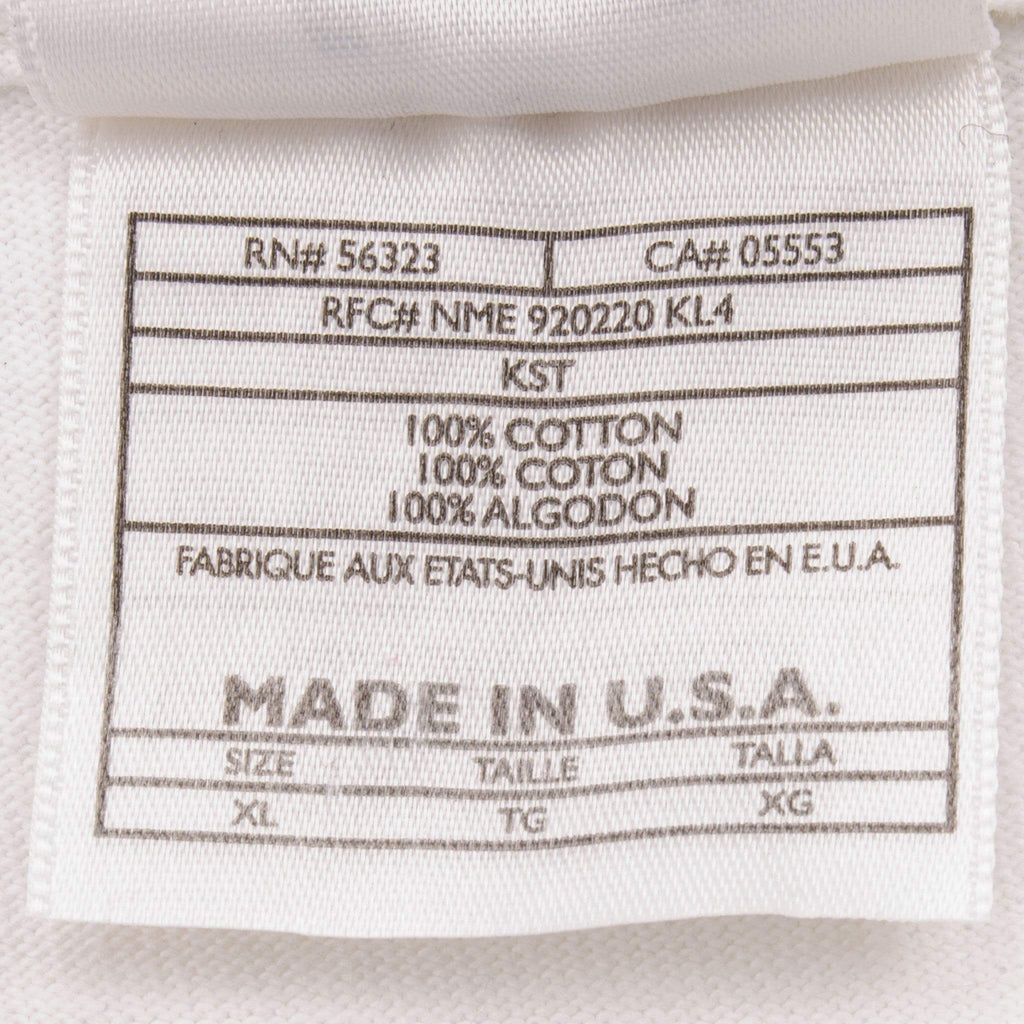 RN# 56323 CA# 05553
RFC# NME 920220 KL4
KST
100% COTTON
100% COTON
100% ALGODON
FABRIQUE AUX ETATS-UNIS HECHO EN E.U.A.
MADE IN U.S.A.
SIZE TAILLE TALLA
XL TG XG